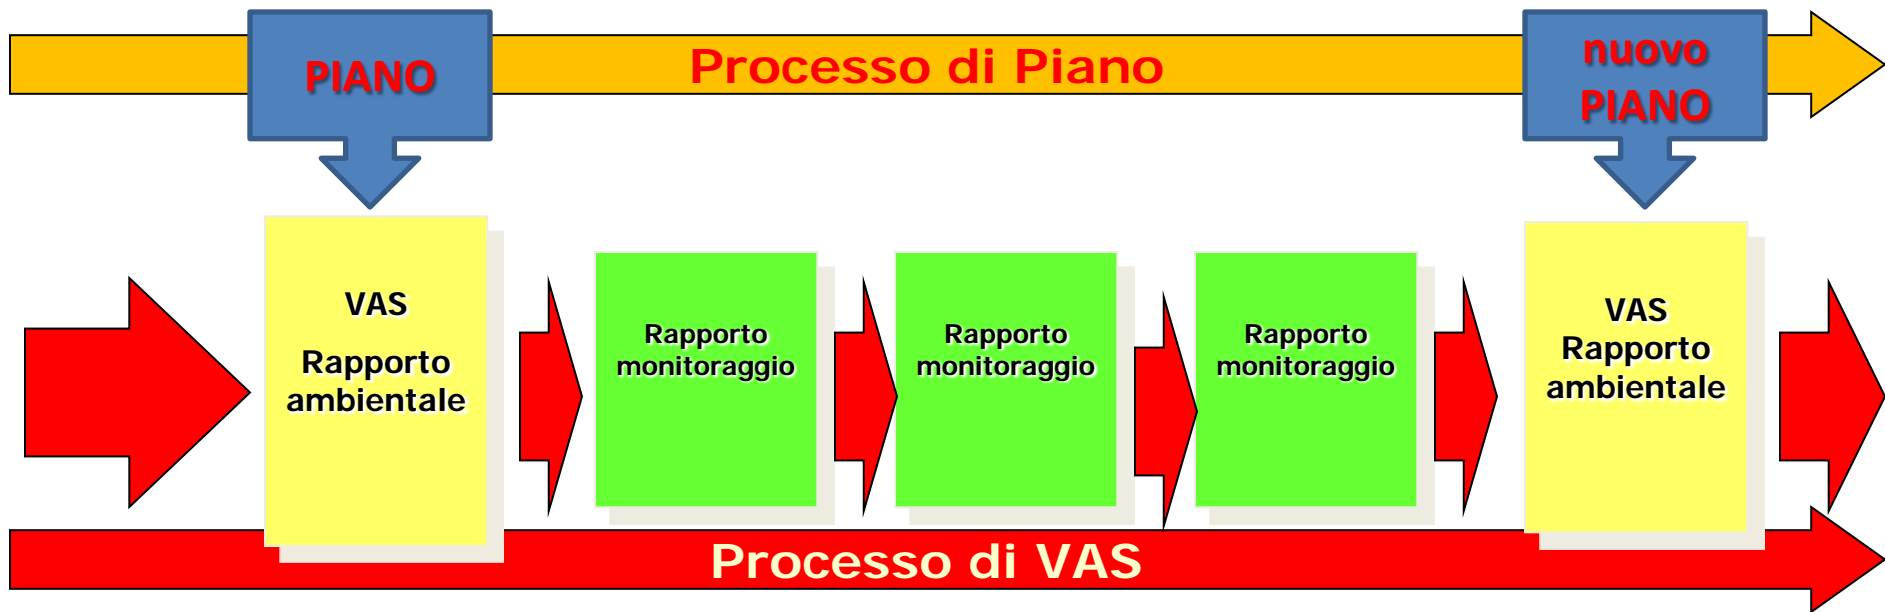 PIANO
Processo di Piano
nuovo
PIANO
VAS
Rapporto
ambientale
Rapporto
monitoraggio
Rapporto
monitoraggio
Rapporto
monitoraggio
VAS
Rapporto
ambientale
Processo di VAS